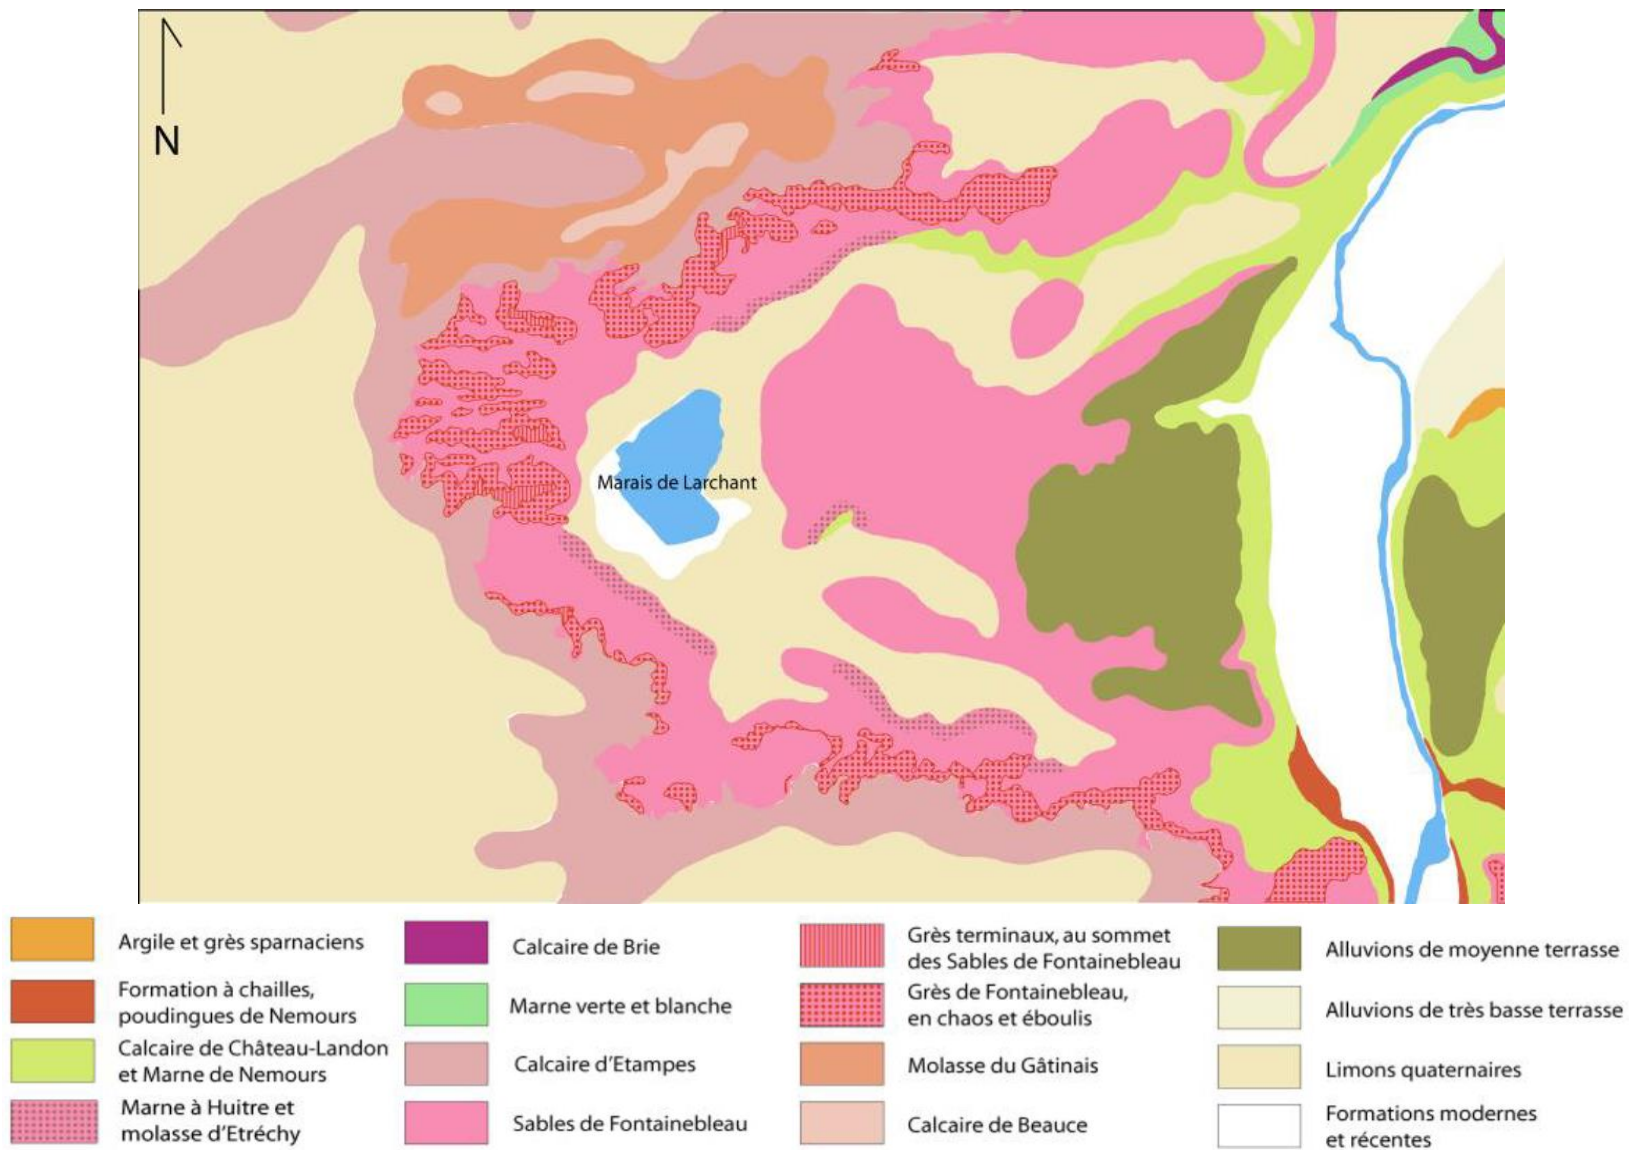 N
Marais de Larchant
Argile et grès sparnaciens
Formation à chailles,
poudingues de Nemours
Calcaire de Château-Landon
et Marne de Nemours
Marne à Huitre et
molasse d'Etréchy
Calcaire de Brie
Marne verte et blanche
Calcaire d'Etampes
Sables de Fontainebleau
Grès terminaux, au sommet
des Sables de Fontainebleau
Grès de Fontainebleau,
en chaos et éboulis
Molasse du Gâtinais
Calcaire de Beauce
Alluvions de moyenne terrasse
Alluvions de très basse terrasse
Limons quaternaires
Formations modernes
et récentes